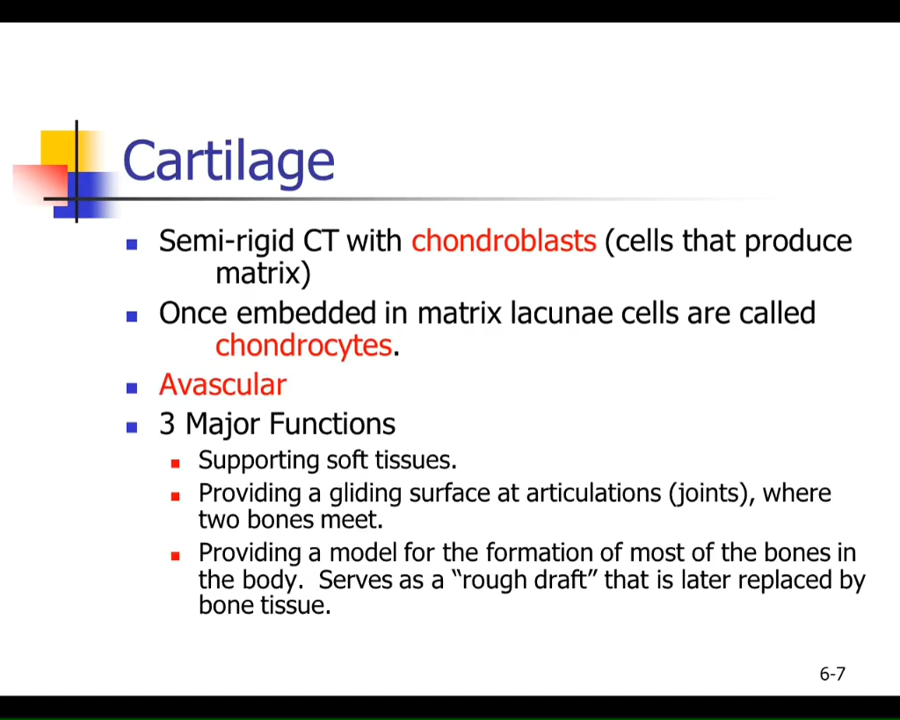 Cartilage
Semi-rigid CT with chondroblasts (cells that produce
matrix)
Once embedded in matrix lacunae cells are called
chondrocytes.
Avascular
3 Major Functions
Supporting soft tissues.
Providing a gliding surface at articulations (joints), where
two bones meet.
Providing a model for the formation of most of the bones in
the body.  Serves as a “rough draft” that is later replaced by
bone tissue.
6-7